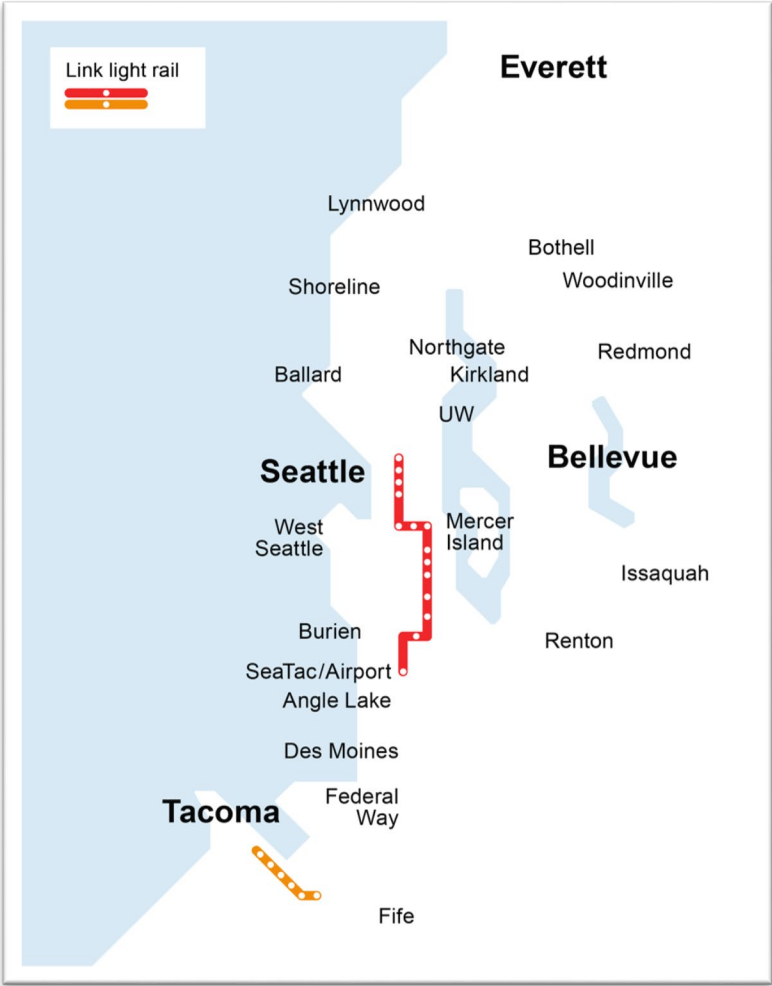 Link light rail
Everett
Lynnwood
Bothell
Woodinville
Shoreline
Northgate
Redmond
Ballard
Kirkland
UW
Bellevue
Seattle
Mercer
Island
West
Seattle
Issaquah
Burien
Renton
SeaTac/Airport
Angle Lake
Des Moines
Federal
Way
Tacoma
Fife